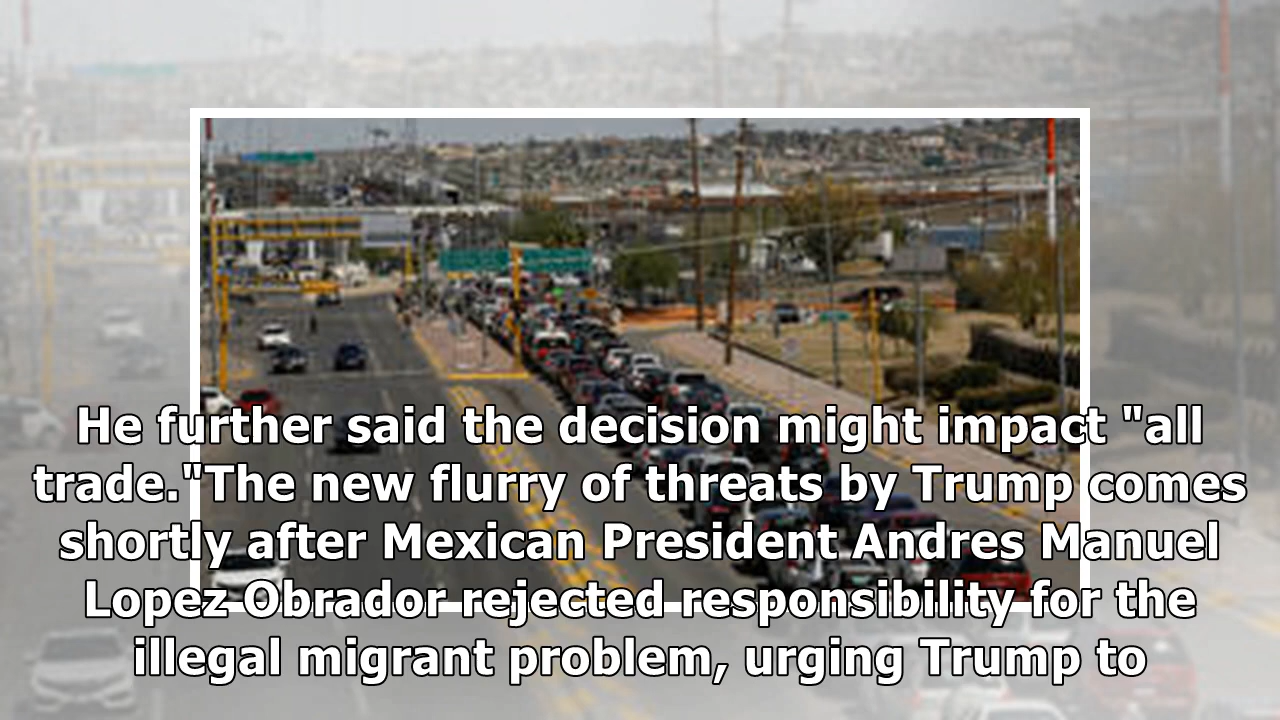 He further said the decision might impact "all
trade."The new flurry of threats by Trump comes
shortly after Mexican President Andres Manuel
Lopez Obrador rejected responsibility for the
illegal migrant problem, urging Trump to